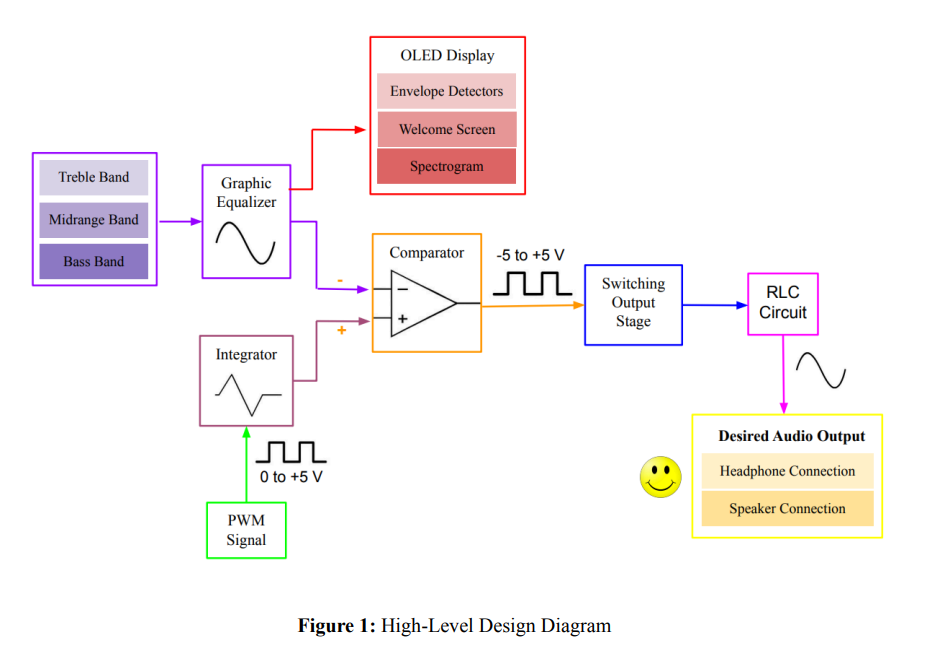 OLED Display
Envelope Detectors
Welcome Screen
Spectrogram
Treble Band
Midrange Band
Bass Band
Graphic
Equalizer
-
+
Comparator
−
+
-5 to +5 V
Switching
Output
Stage
RLC
Circuit
Integrator
0 to +5 V
PWM
Signal
Desired Audio Output
Headphone Connection
Speaker Connection
Figure 1: High-Level Design Diagram